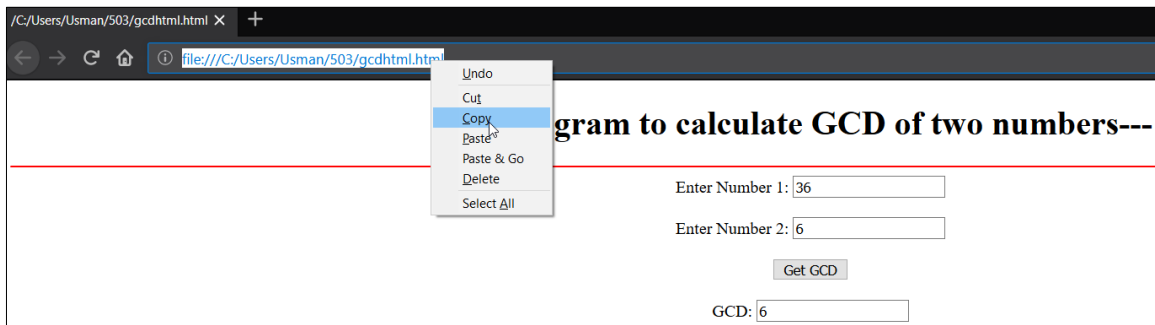 /C:/Users/Usman/503/gcdhtml.html
file:///C:/Users/Usman/503/gcdhtml.html
Undo
Cut
Copy
Paste
Paste & Go
Delete
Select All
gram to calculate GCD of two numbers---
Enter Number 1: 36
Enter Number 2: 6
Get GCD
GCD: 6